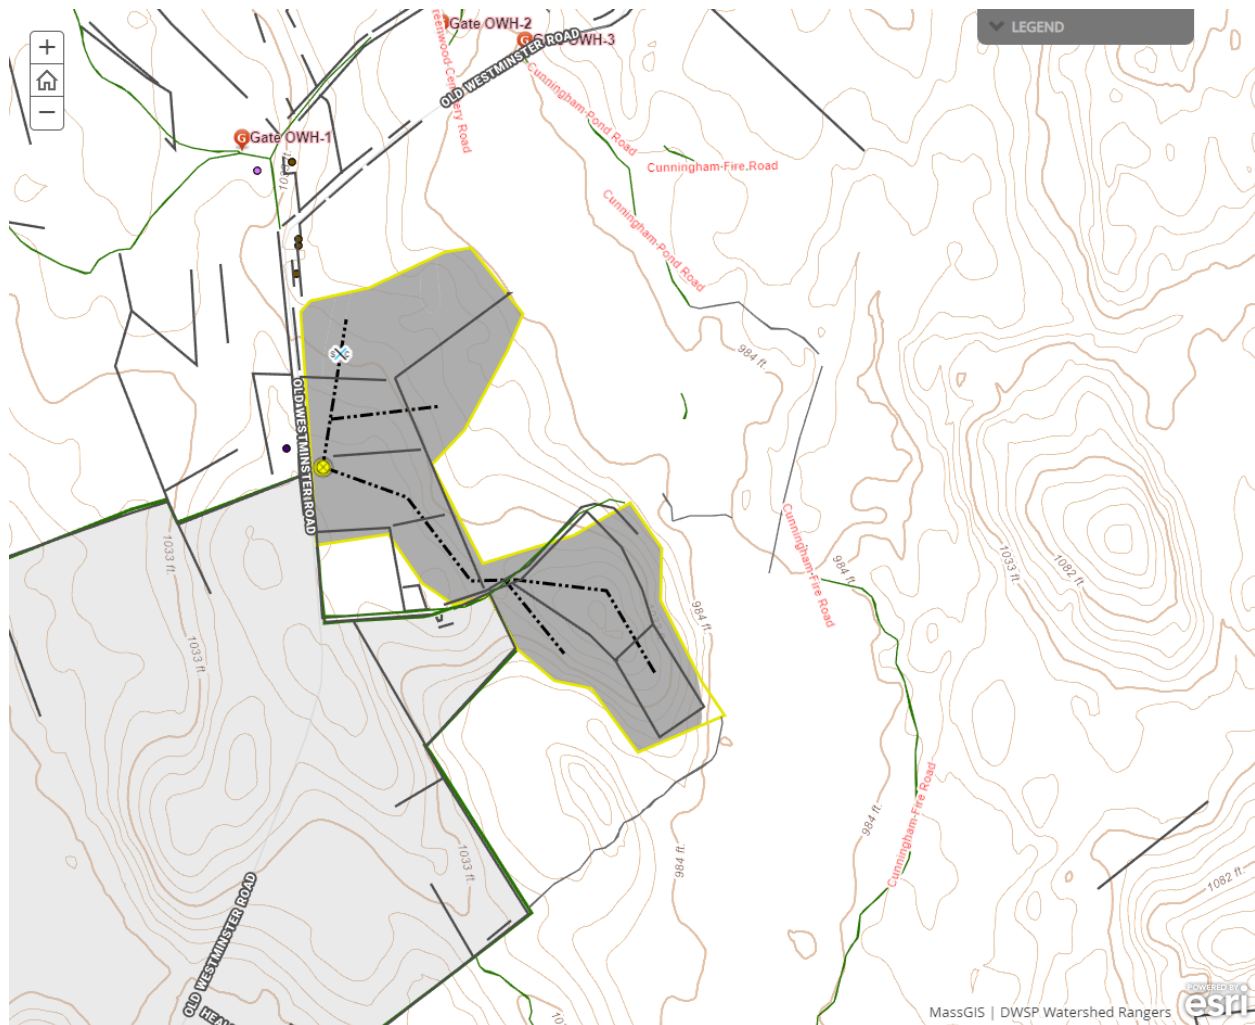 LEGEND
+
−
Gate OWH-2
Gate OWH-3
G
OLD WESTMINSTER ROAD
Cunningham-Pond Road
G
Gate OWH-1
Cunningham-Fire Road
Cunningham-Pond Road
984 ft.
OLD WESTMINSTER ROAD
Cunningham-Fire Road
1033 ft.
1033 ft.
1082 ft.
984 ft.
984 ft.
1033 ft.
Cunningham-Fire Road
984 ft.
984 ft.
1033 ft.
1082 ft.
OLD WESTMINSTER ROAD
MassGIS | DWSP Watershed Rangers
POWERED BY
esri